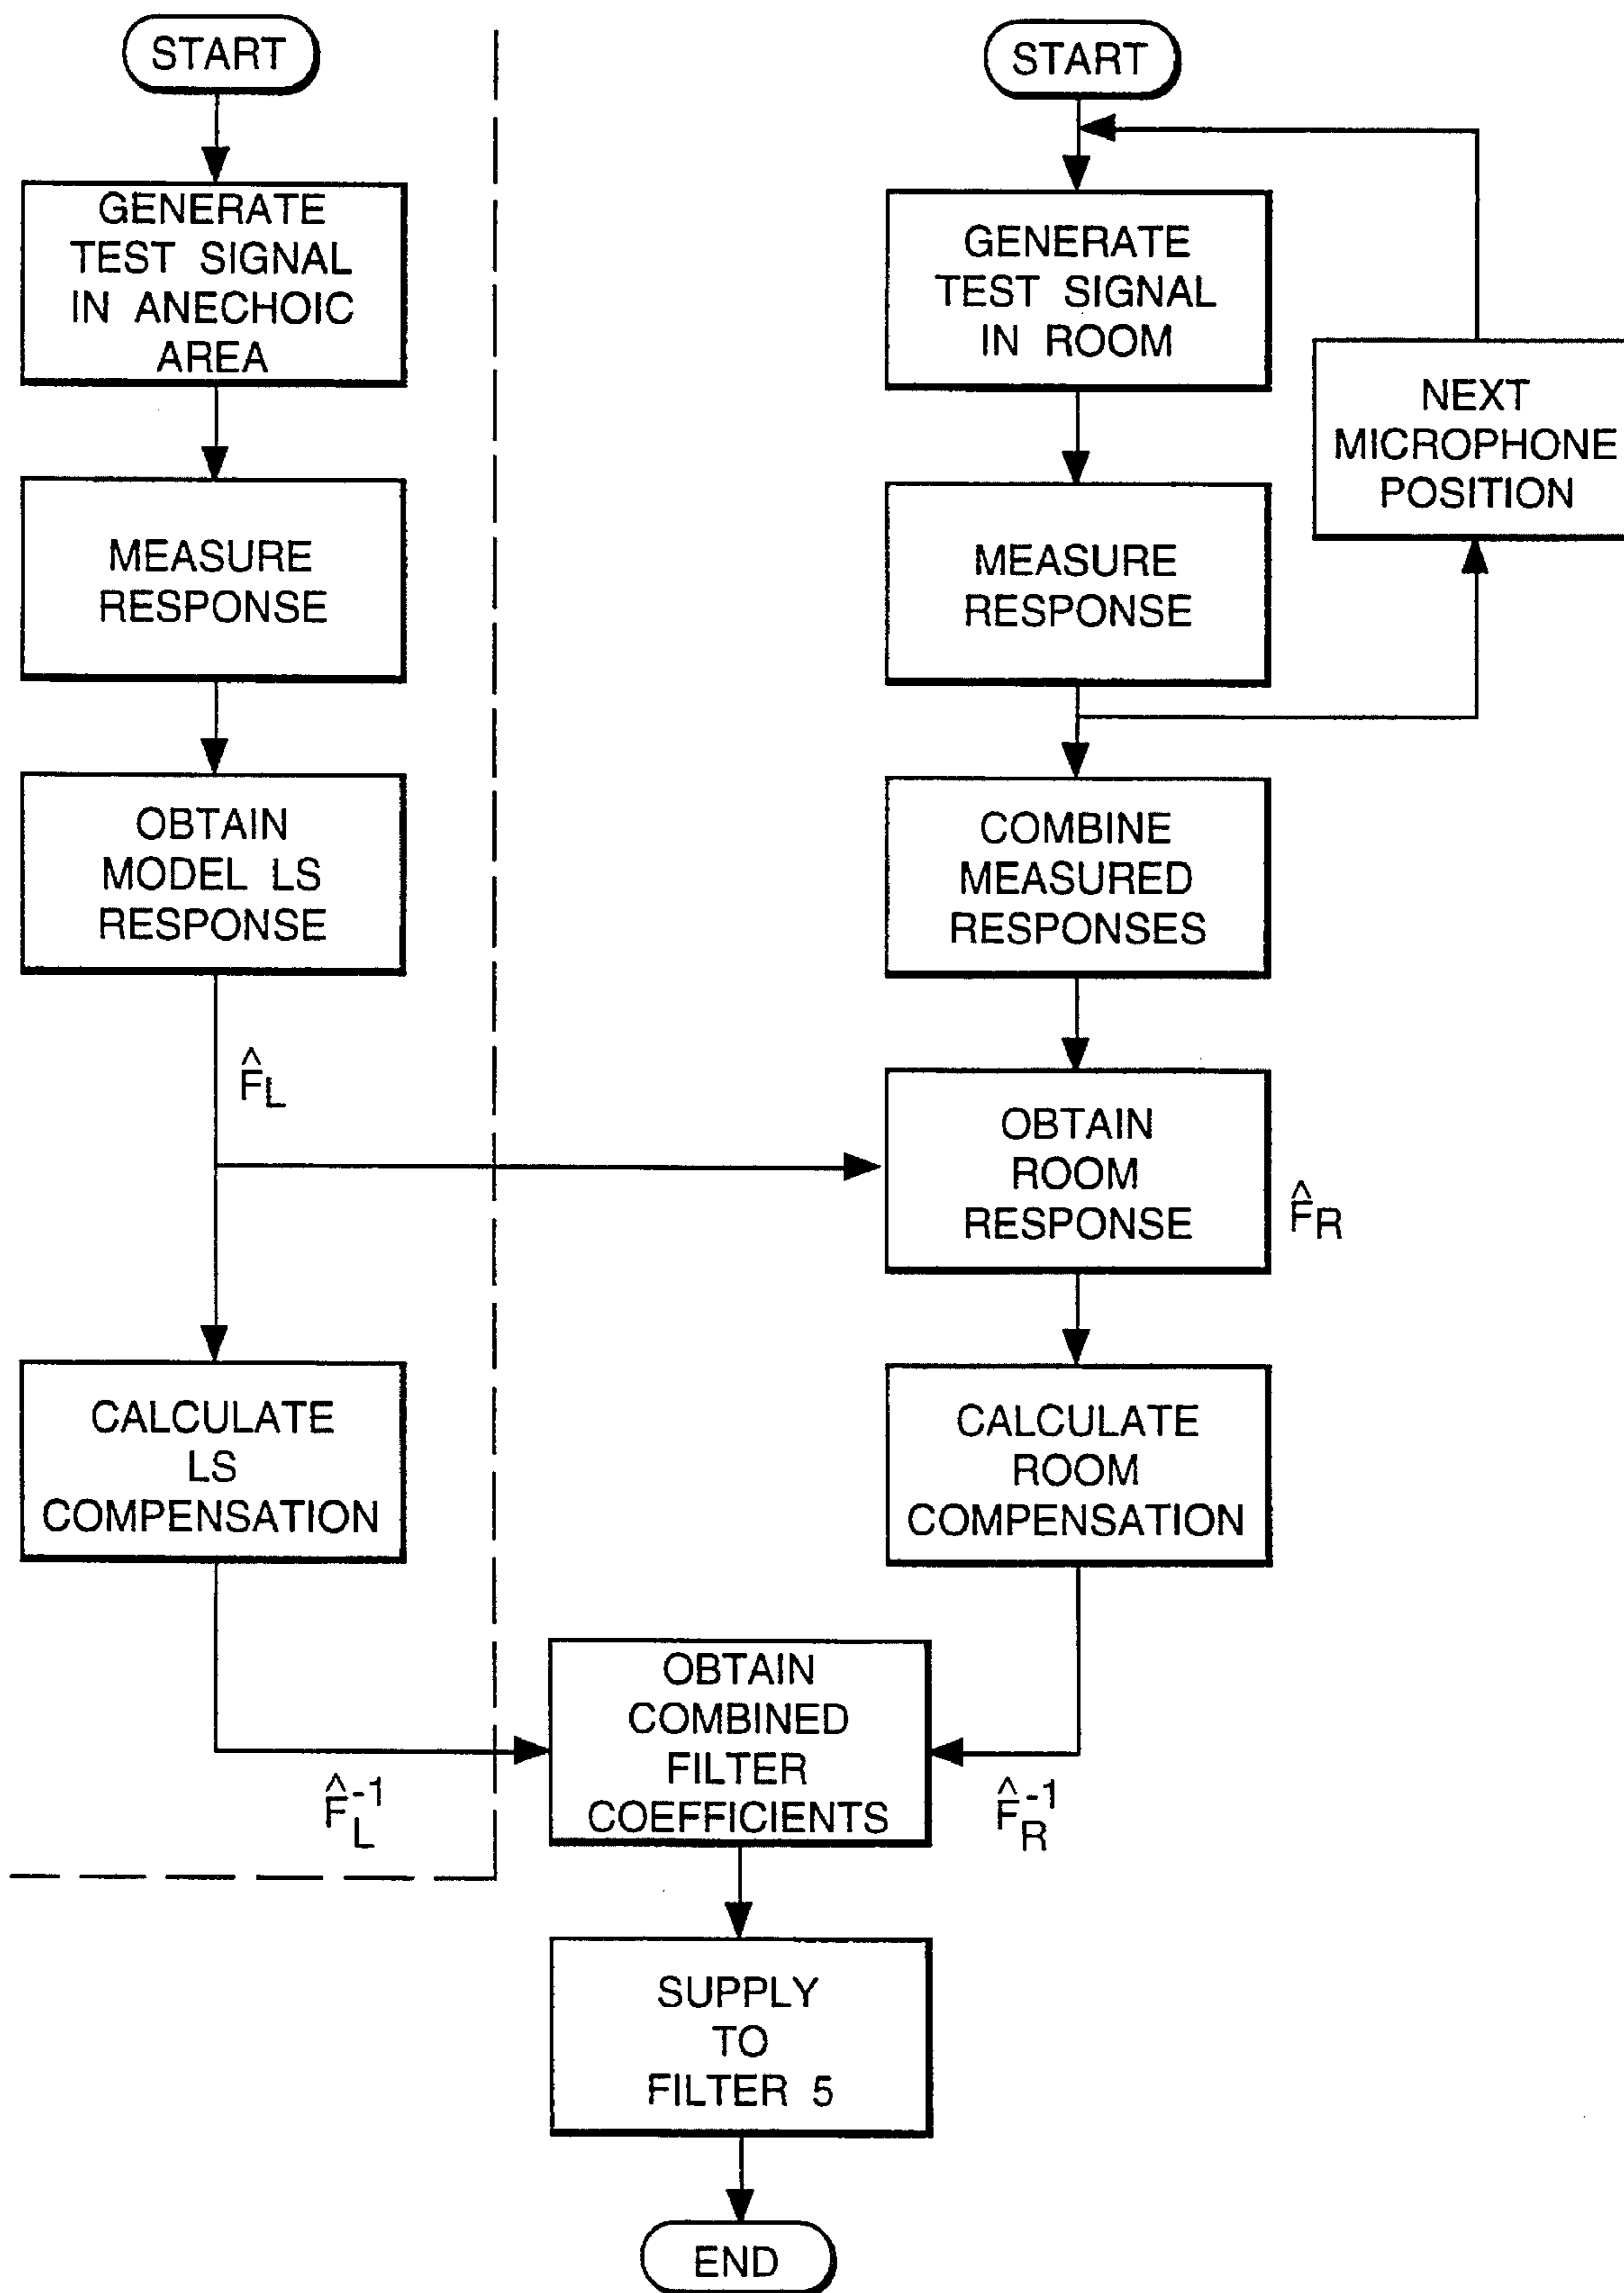 START
GENERATE
TEST SIGNAL
IN ANECHOIC
AREA
MEASURE
RESPONSE
OBTAIN
MODEL LS
RESPONSE
F̂L
CALCULATE
LS
COMPENSATION
F̂L-1
START
GENERATE
TEST SIGNAL
IN ROOM
NEXT
MICROPHONE
POSITION
MEASURE
RESPONSE
COMBINE
MEASURED
RESPONSES
OBTAIN
ROOM
RESPONSE
F̂R
CALCULATE
ROOM
COMPENSATION
F̂R-1
OBTAIN
COMBINED
FILTER
COEFFICIENTS
SUPPLY
TO
FILTER 5
END